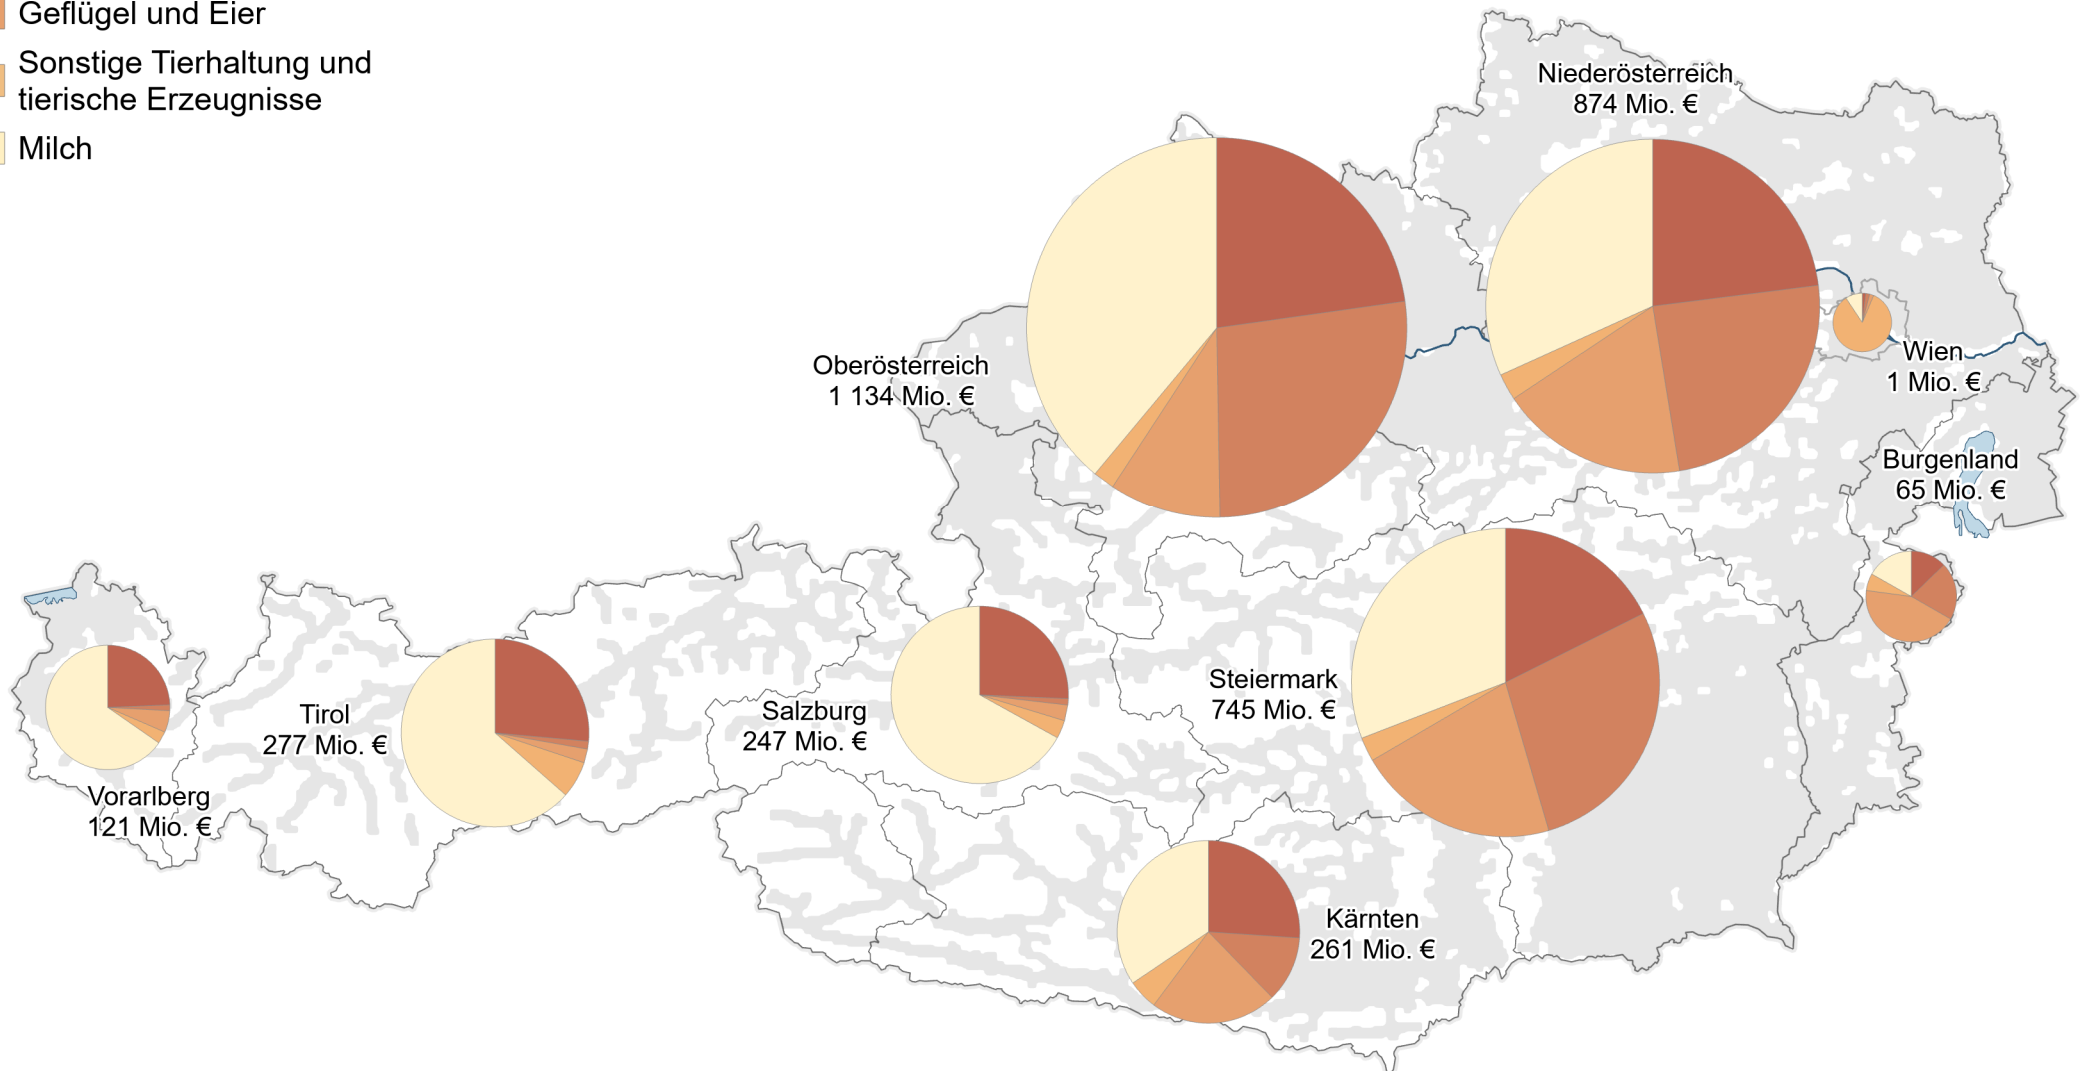 Geflügel und Eier
Sonstige Tierhaltung und
tierische Erzeugnisse
Milch
Niederösterreich
874 Mio. €
Oberösterreich
1 134 Mio. €
Wien
1 Mio. €
Burgenland
65 Mio. €
Steiermark
745 Mio. €
Salzburg
247 Mio. €
Tirol
277 Mio. €
Vorarlberg
121 Mio. €
Kärnten
261 Mio. €